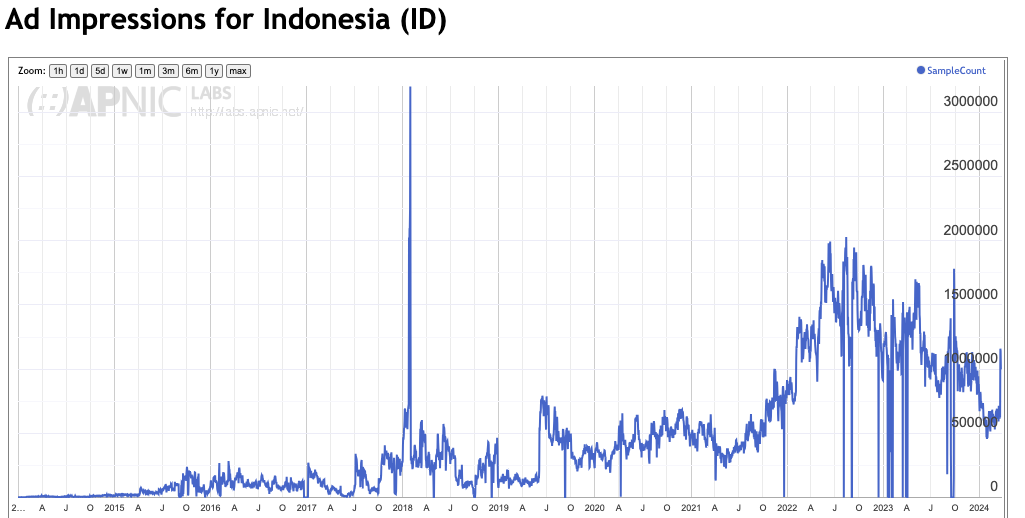 Ad Impressions for Indonesia (ID)
Zoom: 1h 1d 5d 1w 1m 3m 6m 1y max
SampleCount
(::)APNIC LABS
http://labs.apnic.net/
3000000
2500000
2000000
1500000
1000000
500000
0
2... A J O 2015 A J O 2016 A J O 2017 A J O 2018 A J O 2019 A J O 2020 A J O 2021 A J O 2022 A J O 2023 A J O 2024